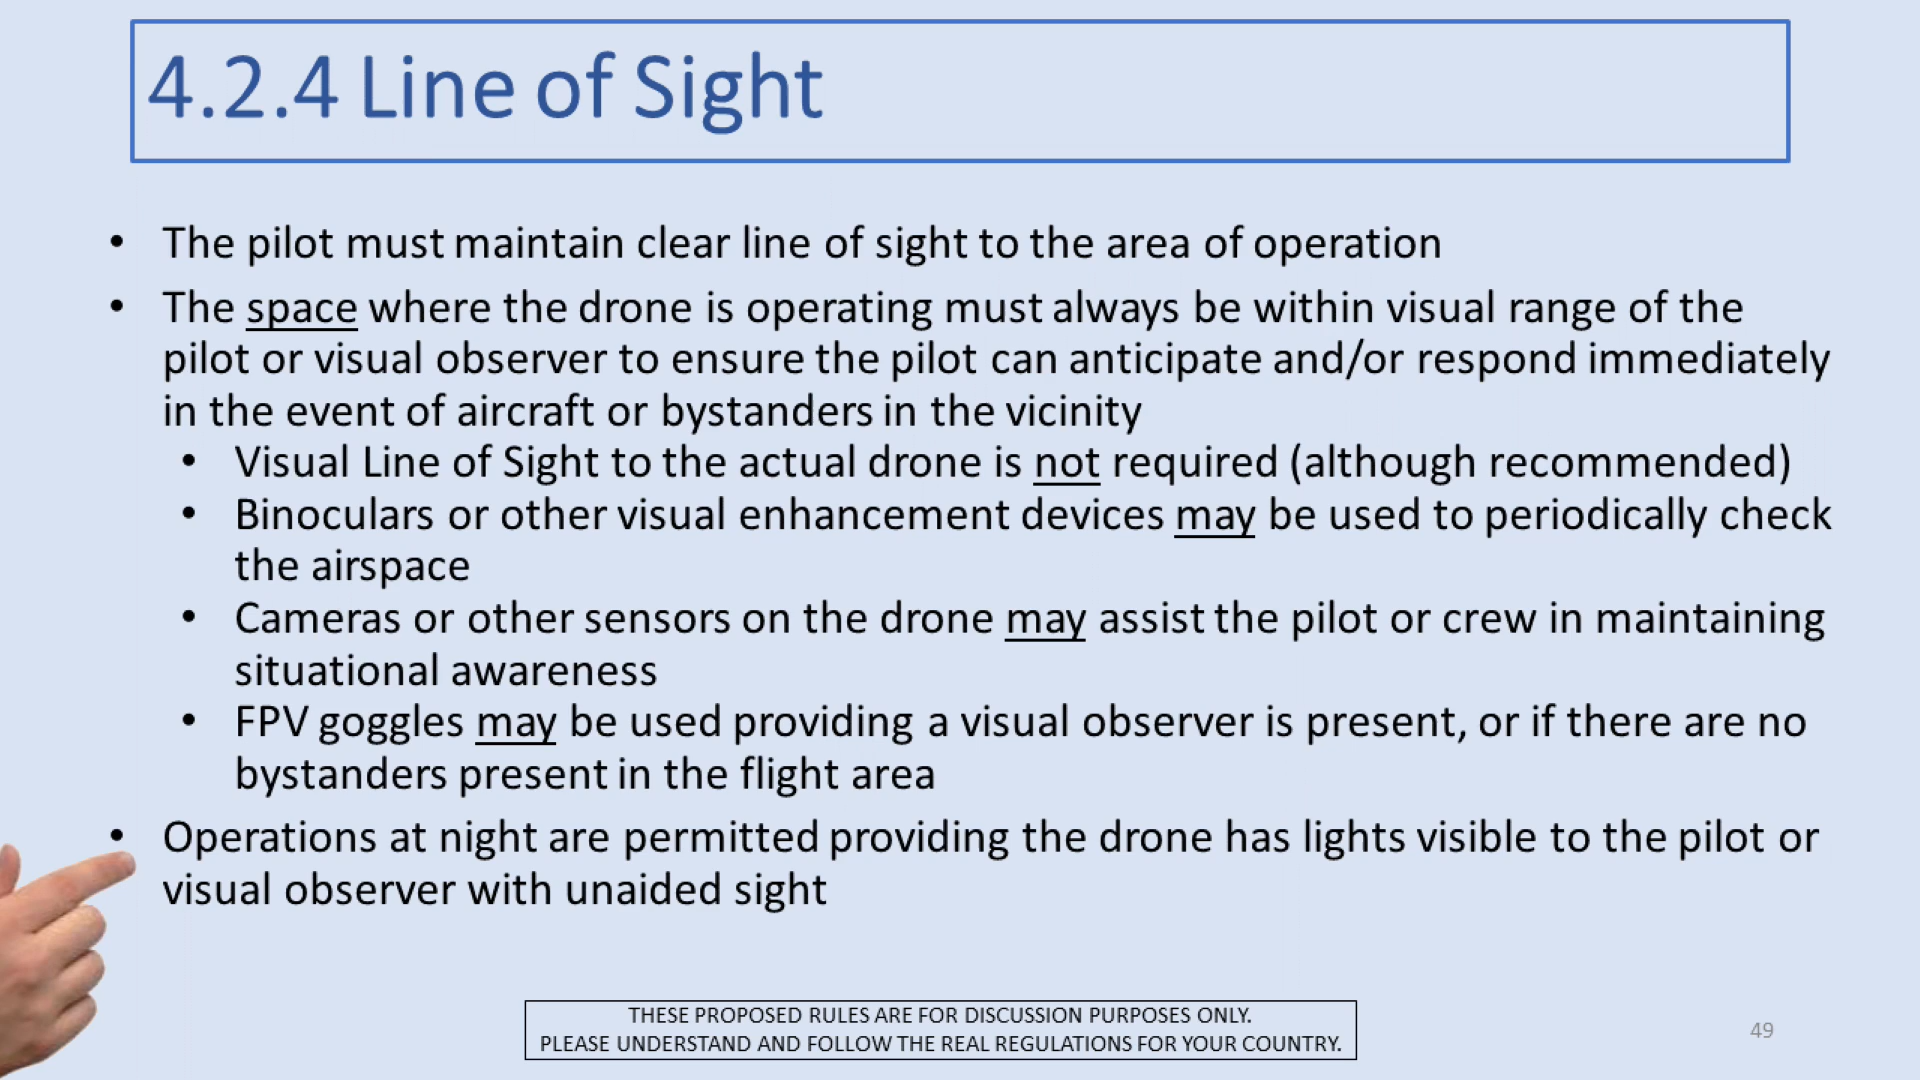 4.2.4 Line of Sight
• The pilot must maintain clear line of sight to the area of operation
• The space where the drone is operating must always be within visual range of the
pilot or visual observer to ensure the pilot can anticipate and/or respond immediately
in the event of aircraft or bystanders in the vicinity
• Visual Line of Sight to the actual drone is not required (although recommended)
• Binoculars or other visual enhancement devices may be used to periodically check
the airspace
• Cameras or other sensors on the drone may assist the pilot or crew in maintaining
situational awareness
• FPV goggles may be used providing a visual observer is present, or if there are no
bystanders present in the flight area
• Operations at night are permitted providing the drone has lights visible to the pilot or
visual observer with unaided sight
THESE PROPOSED RULES ARE FOR DISCUSSION PURPOSES ONLY.
PLEASE UNDERSTAND AND FOLLOW THE REAL REGULATIONS FOR YOUR COUNTRY.
49